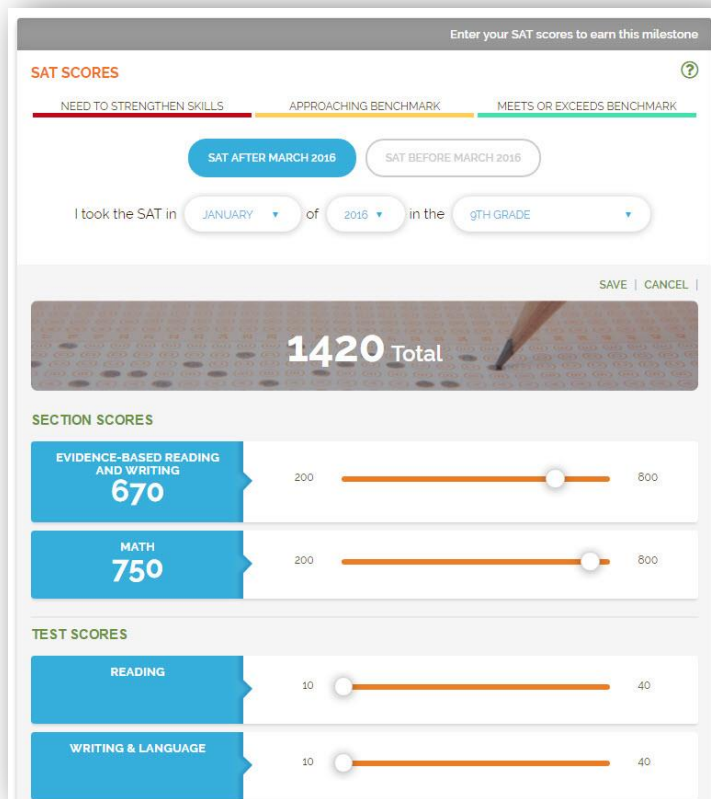 Enter your SAT scores to earn this milestone
SAT SCORES
?
NEED TO STRENGTHEN SKILLS APPROACHING BENCHMARK MEETS OR EXCEEDS BENCHMARK
SAT AFTER MARCH 2016 SAT BEFORE MARCH 2016
I took the SAT in JANUARY of 2016 in the 9TH GRADE
SAVE | CANCEL |
1420 Total
SECTION SCORES
EVIDENCE-BASED READING
AND WRITING
670
200 800
MATH
750
200 800
TEST SCORES
READING
10 40
WRITING & LANGUAGE
10 40